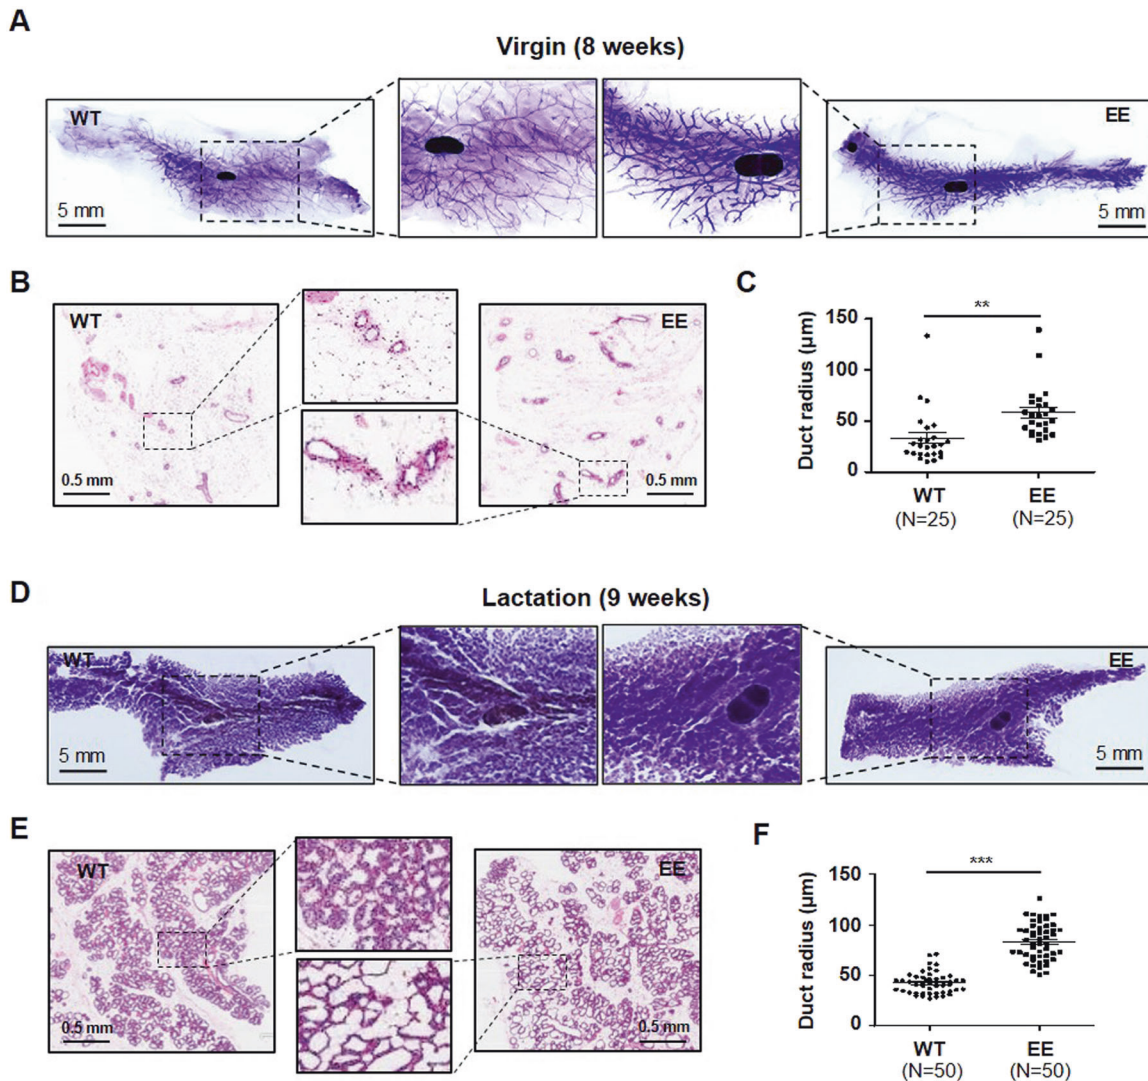 A
Virgin (8 weeks)
WT
5 mm
EE
5 mm
B
WT
0.5 mm
EE
0.5 mm
C
Duct radius (µm)
150
100
50
0
**
WT
EE
(N=25)
(N=25)
D
Lactation (9 weeks)
WT
5 mm
EE
5 mm
E
WT
0.5 mm
EE
0.5 mm
F
Duct radius (µm)
150
100
50
0
***
WT
EE
(N=50)
(N=50)